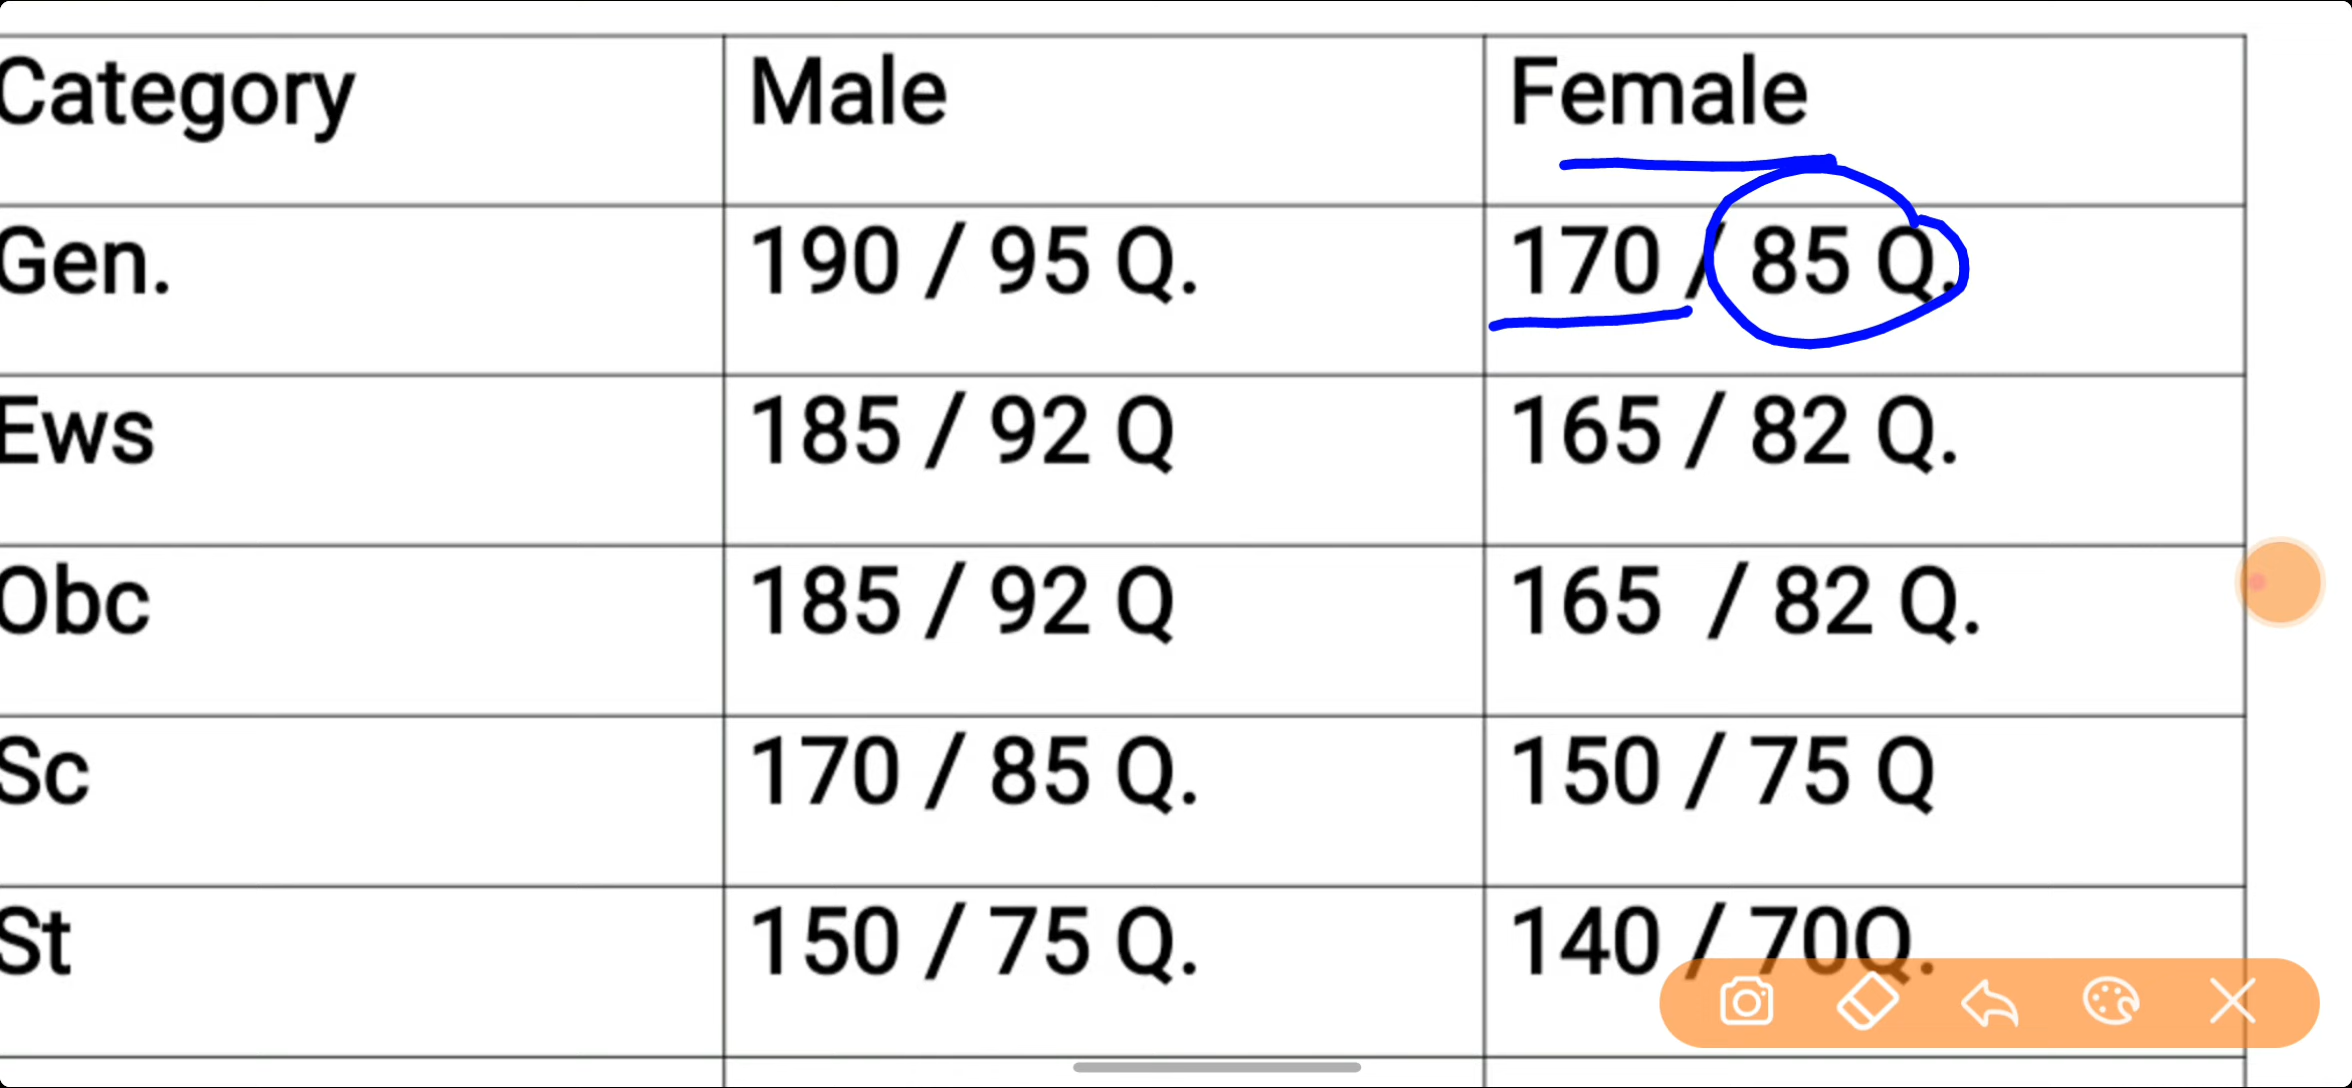 Category Male Female
Gen. 190 / 95 Q. 170 / 85 Q.
Ews 185 / 92 Q 165 / 82 Q.
Obc 185 / 92 Q 165 / 82 Q.
Sc 170 / 85 Q. 150 / 75 Q
St 150 / 75 Q. 140 / 70Q.